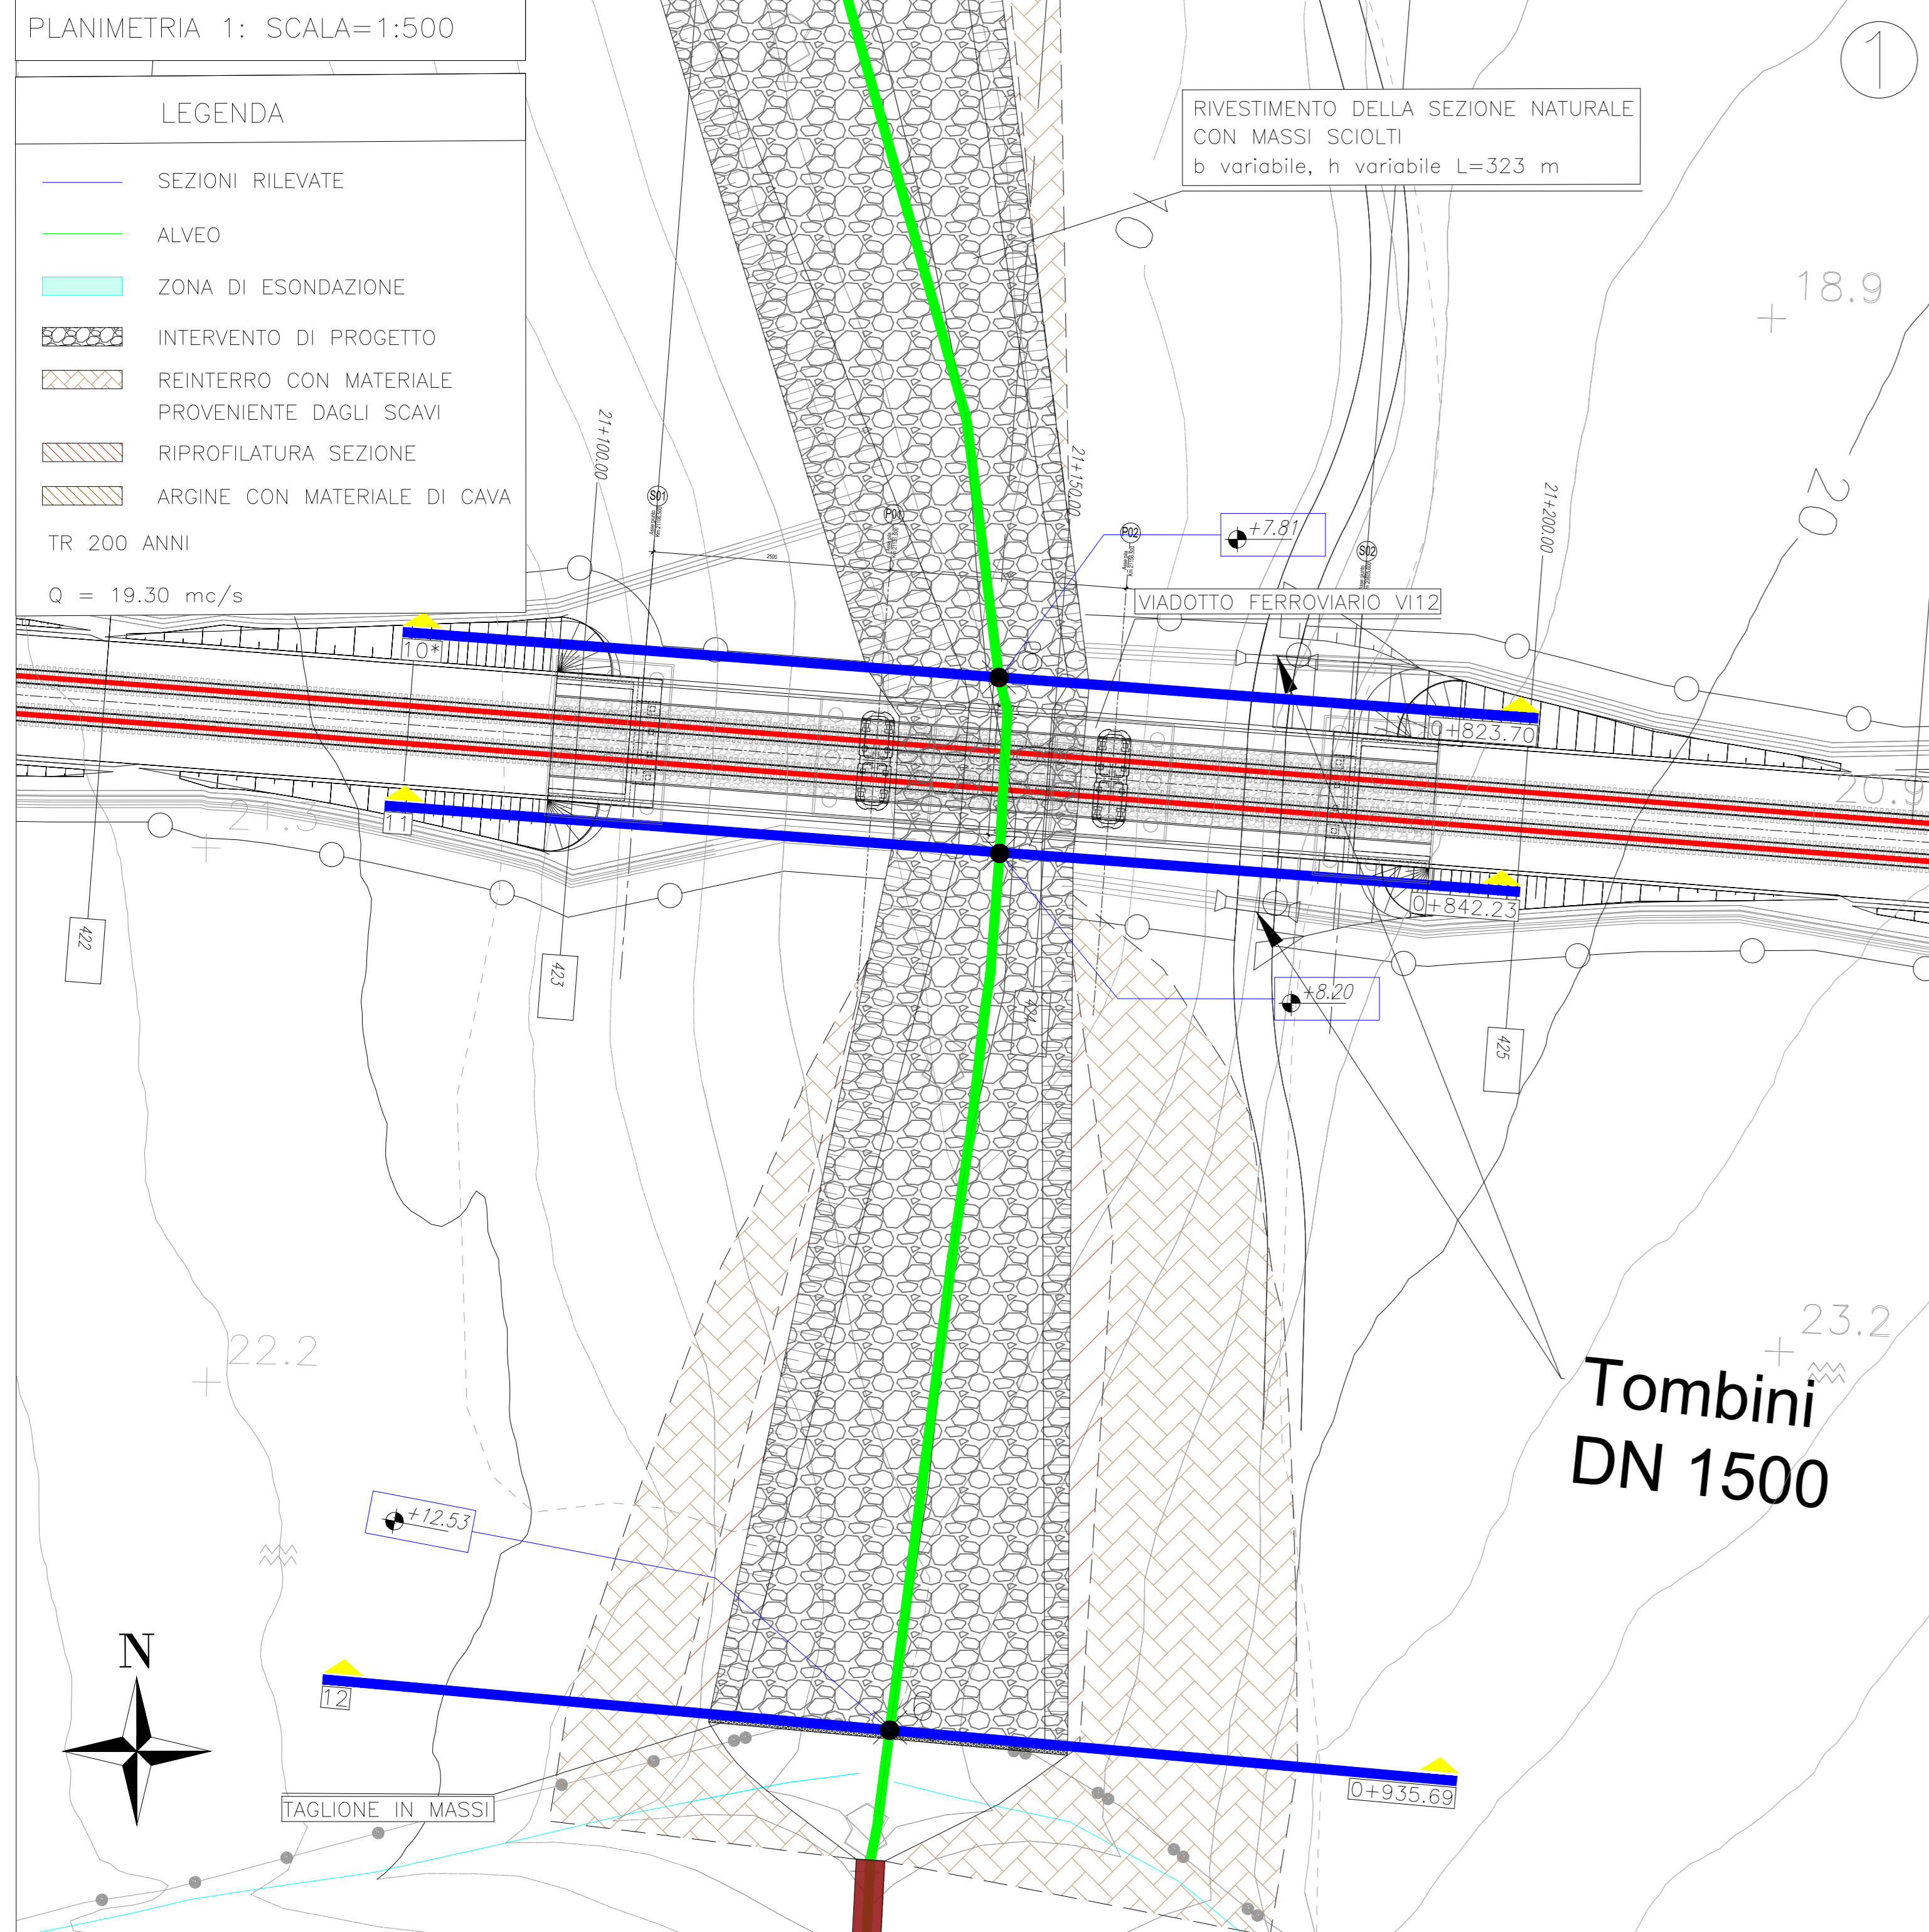 PLANIMETRIA 1: SCALA=1:500
1
LEGENDA
SEZIONI RILEVATE
ALVEO
ZONA DI ESONDAZIONE
INTERVENTO DI PROGETTO
REINTERRO CON MATERIALE
PROVENIENTE DAGLI SCAVI
RIPROFILATURA SEZIONE
ARGINE CON MATERIALE DI CAVA
TR 200 ANNI
Q = 19.30 mc/s
RIVESTIMENTO DELLA SEZIONE NATURALE
CON MASSI SCIOLTI
b variabile, h variabile L=323 m
18.9
20
21+100.00
21+150.00
21+200.00
S01
P01
P02
S02
2500
+7.81
VIADOTTO FERROVIARIO VI12
10*
0+823.70
20.9
21.3
11
0+842.23
422
423
424
425
+8.20
22.2
23.2
Tombini
DN 1500
+12.53
N
12
6
0+935.69
TAGLIONE IN MASSI